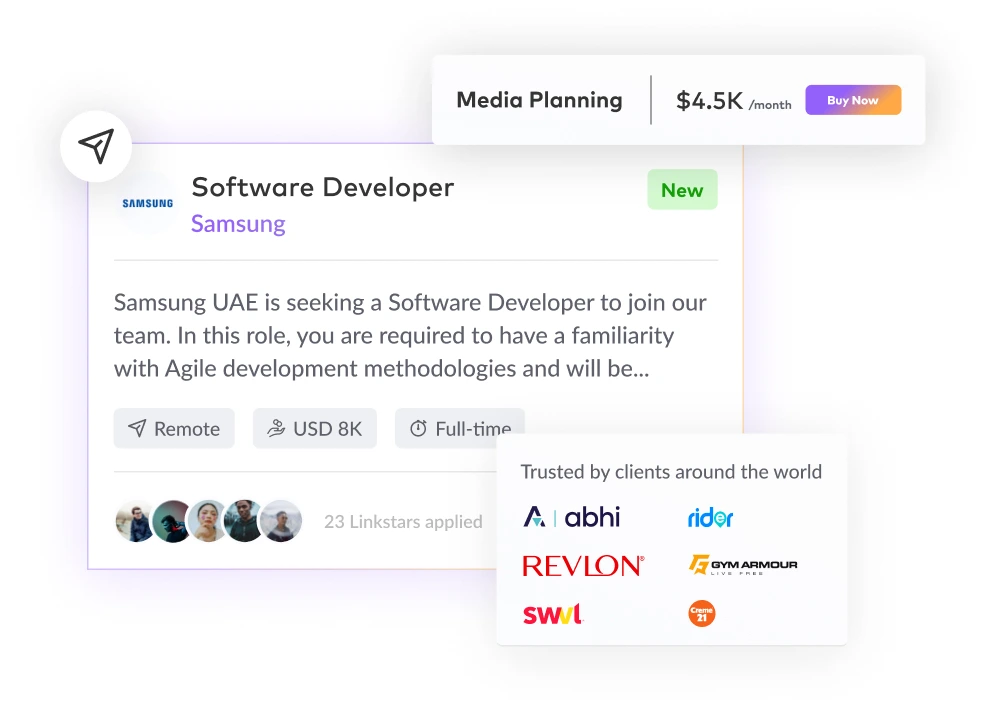 Media Planning
$4.5K /month
Buy Now
SAMSUNG
Software Developer
Samsung
New
Samsung UAE is seeking a Software Developer to join our
team. In this role, you are required to have a familiarity
with Agile development methodologies and will be...
Remote
USD 8K
Full-time
23 Linkstars applied
Trusted by clients around the world
abhi
rider
REVLON®
GYM ARMOUR
LIVE FREE
swvl
Creme
21